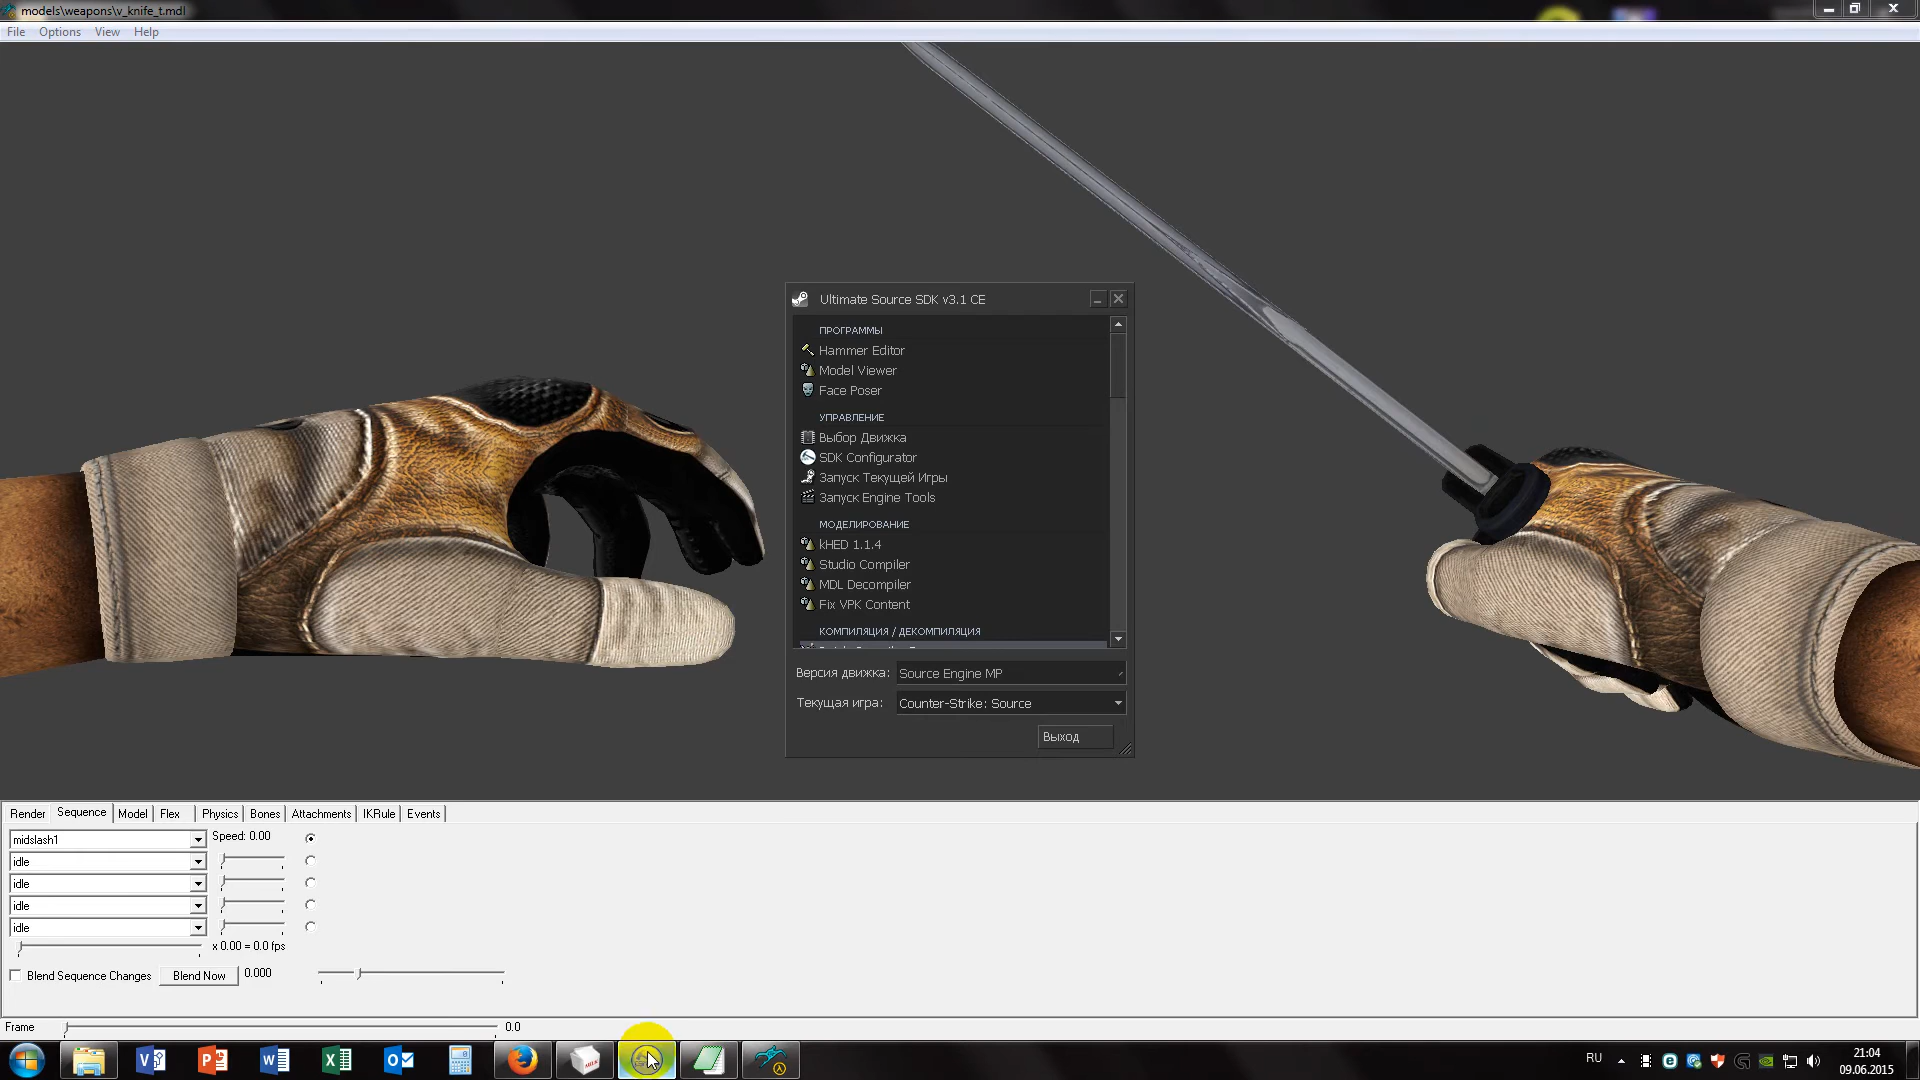 models\weapons\v_knife_t.mdl
File Options View Help
Ultimate Source SDK v3.1 CE
ПРОГРАММЫ
Hammer Editor
Model Viewer
Face Poser
УПРАВЛЕНИЕ
Выбор Движка
SDK Configurator
Запуск Текущей Игры
Запуск Engine Tools
МОДЕЛИРОВАНИЕ
kHED 1.1.4
Studio Compiler
MDL Decompiler
Fix VPK Content
КОМПИЛЯЦИЯ / ДЕКОМПИЛЯЦИЯ
Версия движка: Source Engine MP
Текущая игра: Counter-Strike: Source
Выход
Render Sequence Model Flex Physics Bones Attachments IKRule Events
midslash1 Speed: 0.00
idle
idle
idle
idle
x 0.00 = 0.0 fps
Blend Sequence Changes Blend Now 0.000
Frame 0.0
RU 21:04
09.06.2015